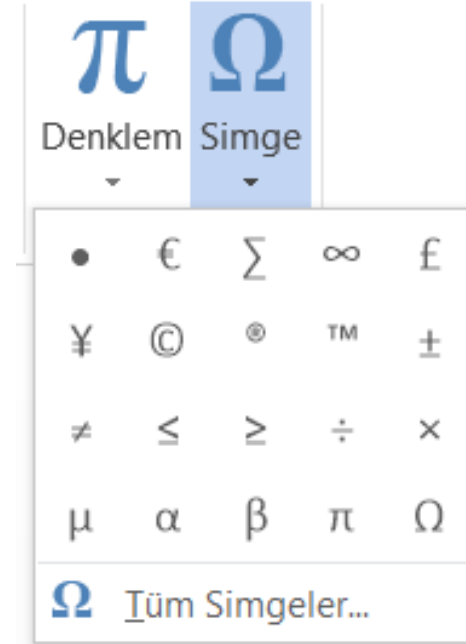 π Ω
Denklem Simge
• € ∑ ∞ £
¥ © ® ™ ±
≠ ≤ ≥ ÷ ×
µ α β π Ω
Ω Tüm Simgeler...